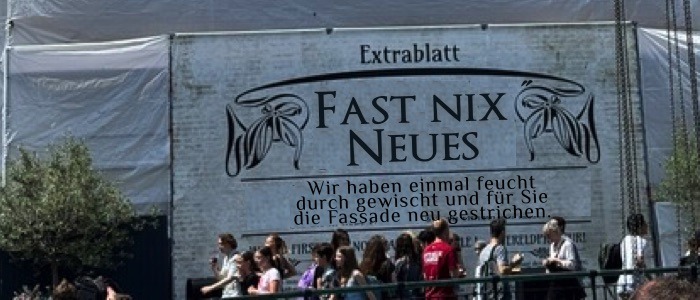 Extrablatt
FAST NIX
NEUES
Wir haben einmal feucht
durch gewischt und für Sie
die Fassade neu gestrichen.